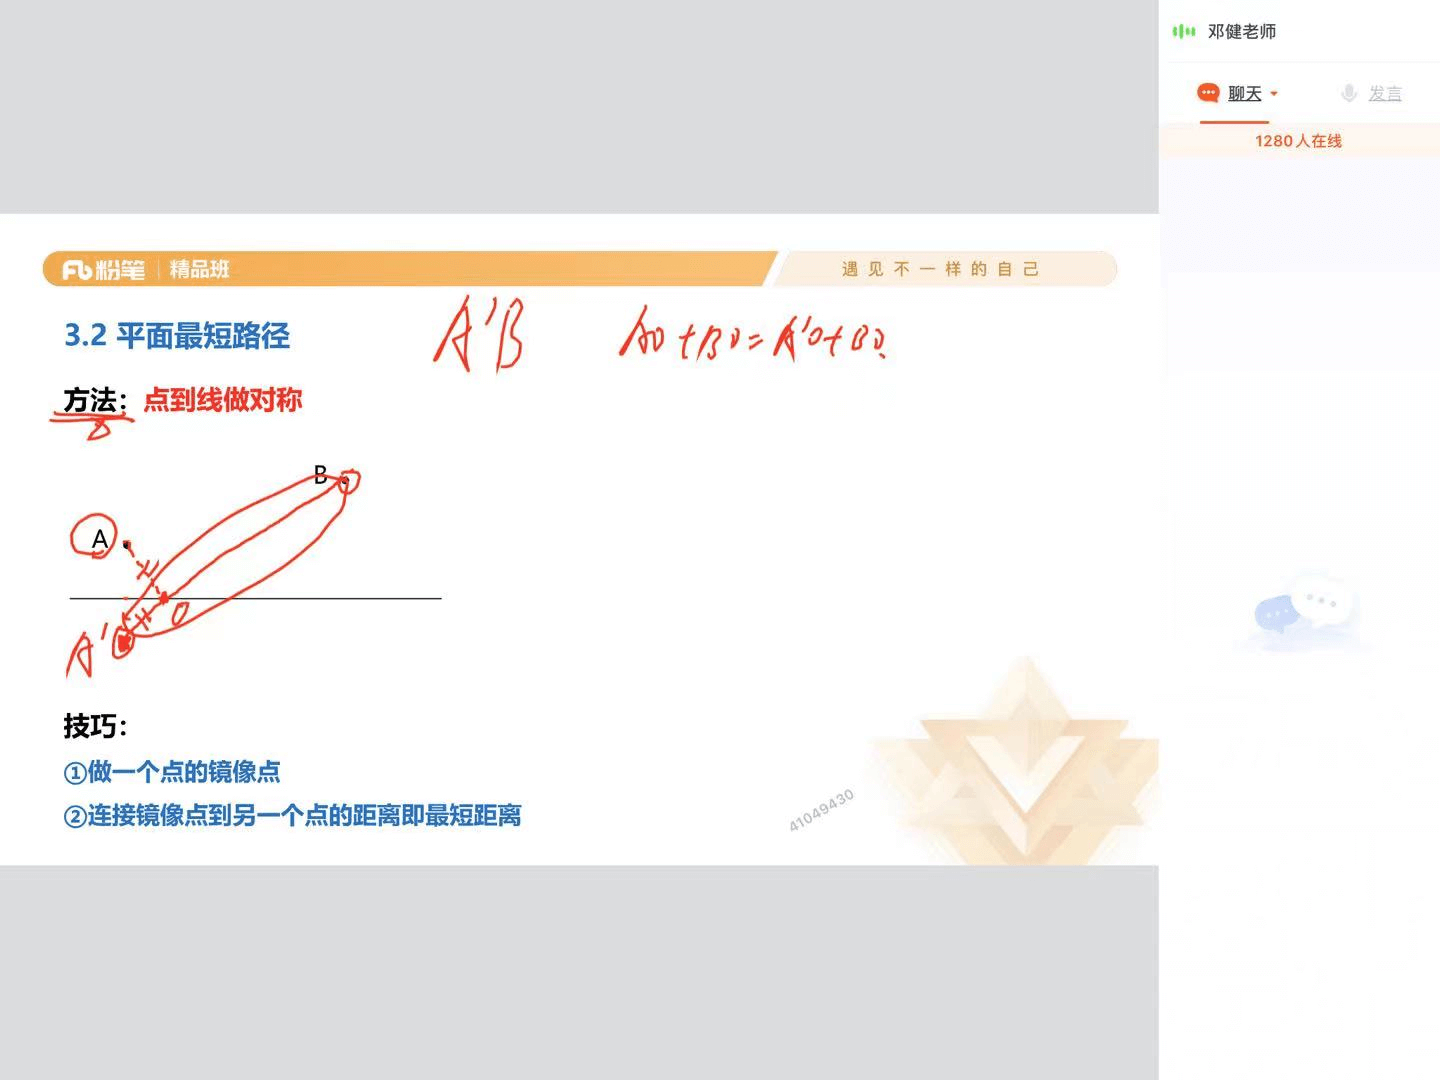 邓健老师
聊天
发言
1280人在线
粉笔 精品班
遇见不一样的自己
3.2 平面最短路径
A'B
AO+BO=A'O+BO
方法：点到线做对称
B
A
O
A'
技巧：
①做一个点的镜像点
②连接镜像点到另一个点的距离即最短距离
41049430